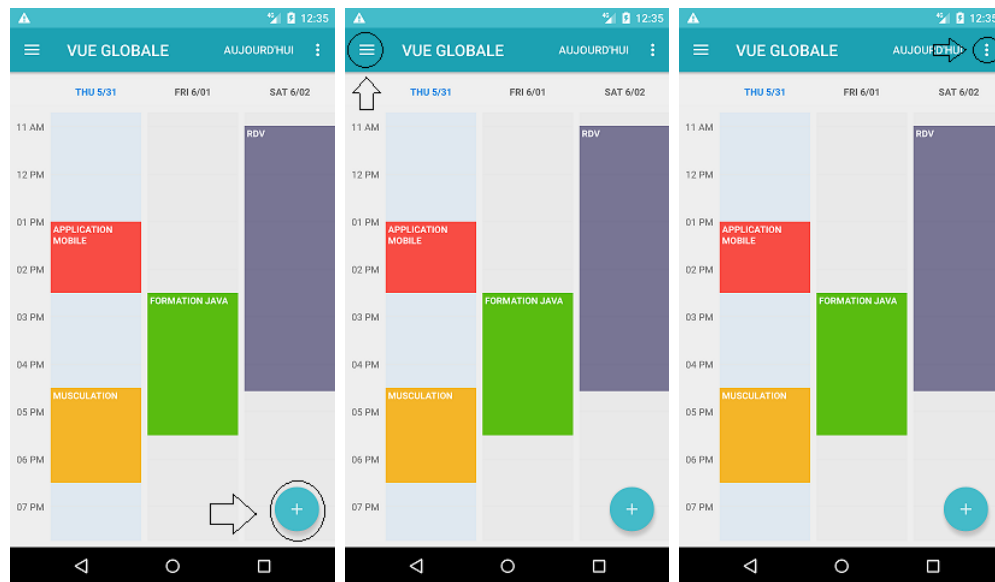 12:35
VUE GLOBALE AUJOURD'HUI
THU 5/31 FRI 6/01 SAT 6/02
11 AM
RDV
12 PM
01 PM
APPLICATION
MOBILE
02 PM
FORMATION JAVA
03 PM
04 PM
MUSCULATION
05 PM
06 PM
07 PM
+
12:35
VUE GLOBALE AUJOURD'HUI
THU 5/31 FRI 6/01 SAT 6/02
11 AM
RDV
12 PM
01 PM
APPLICATION
MOBILE
02 PM
FORMATION JAVA
03 PM
04 PM
MUSCULATION
05 PM
06 PM
07 PM
+
12:35
VUE GLOBALE AUJOURD'HUI
THU 5/31 FRI 6/01 SAT 6/02
11 AM
RDV
12 PM
01 PM
APPLICATION
MOBILE
02 PM
FORMATION JAVA
03 PM
04 PM
MUSCULATION
05 PM
06 PM
07 PM
+